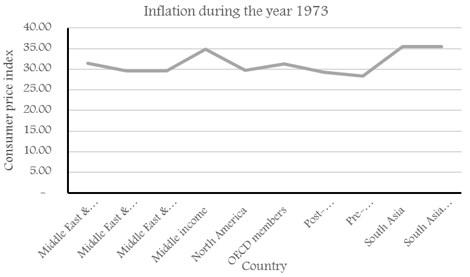 Inflation during the year 1973
Consumer price index
40.00
35.00
30.00
25.00
20.00
15.00
10.00
5.00
-
Middle East &…
Middle East &…
Middle East &…
Middle income
North America
OECD members
Post-…
Pre-…
South Asia
South Asia…
Country